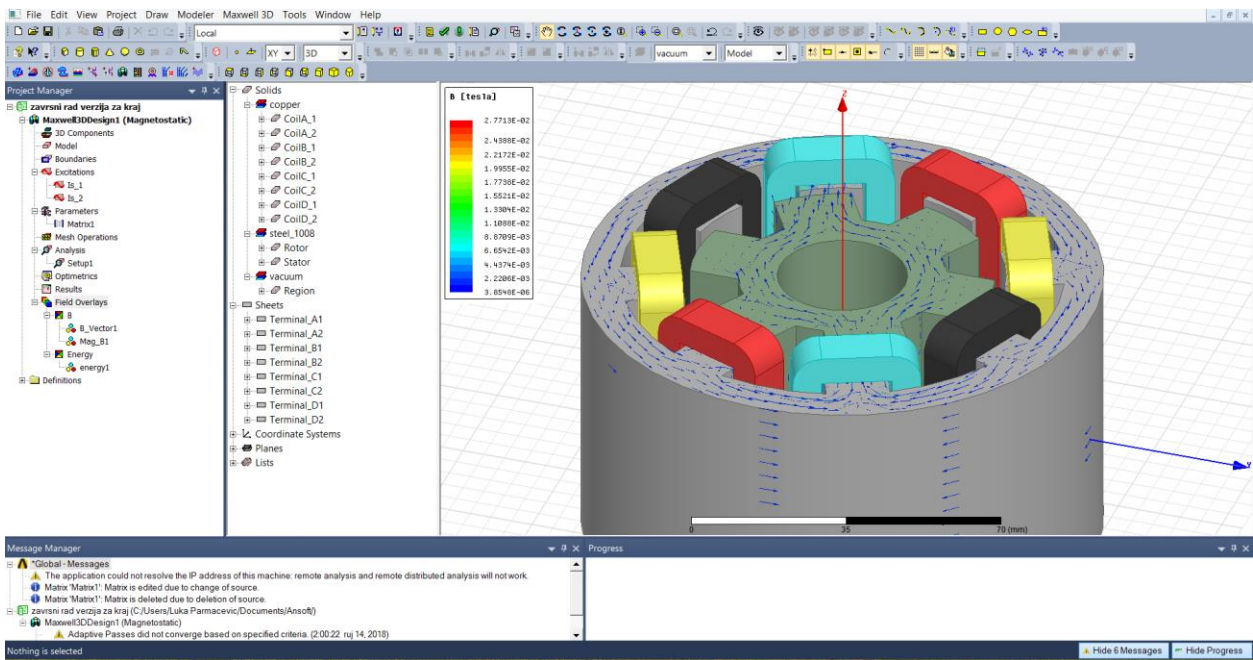 File Edit View Project Draw Modeler Maxwell 3D Tools Window Help
Local
XY 3D vacuum Model
Project Manager
zavrsni rad verzija za kraj
Maxwell3DDesign1 (Magnetostatic)
3D Components
Model
Boundaries
Excitations
Is_1
Is_2
Parameters
Matrix1
Mesh Operations
Analysis
Setup1
Optimetrics
Results
Field Overlays
B
B_Vector1
Mag_B1
Energy
energy1
Definitions
Solids
copper
CoilA_1
CoilA_2
CoilB_1
CoilB_2
CoilC_1
CoilC_2
CoilD_1
CoilD_2
steel_1008
Rotor
Stator
vacuum
Region
Sheets
Terminal_A1
Terminal_A2
Terminal_B1
Terminal_B2
Terminal_C1
Terminal_C2
Terminal_D1
Terminal_D2
Coordinate Systems
Planes
Lists
B [tesla]
2.7713E-02
2.4388E-02
2.2172E-02
1.9955E-02
1.7738E-02
1.5521E-02
1.3304E-02
1.1088E-02
8.8709E-03
6.6542E-03
4.4374E-03
2.2206E-03
3.8548E-06
Z
Y
0 35 70 (mm)
Message Manager
*Global - Messages
The application could not resolve the IP address of this machine: remote analysis and remote distributed analysis will not work.
Matrix 'Matrix1': Matrix is edited due to change of source.
Matrix 'Matrix1': Matrix is deleted due to deletion of source.
zavrsni rad verzija za kraj (C:/Users/Luka Parmacevic/Documents/Ansoft/)
Maxwell3DDesign1 (Magnetostatic)
Adaptive Passes did not converge based on specified criteria. (2:00:22 ruj 14, 2018)
Progress
Nothing is selected
Hide 6 Messages
Hide Progress